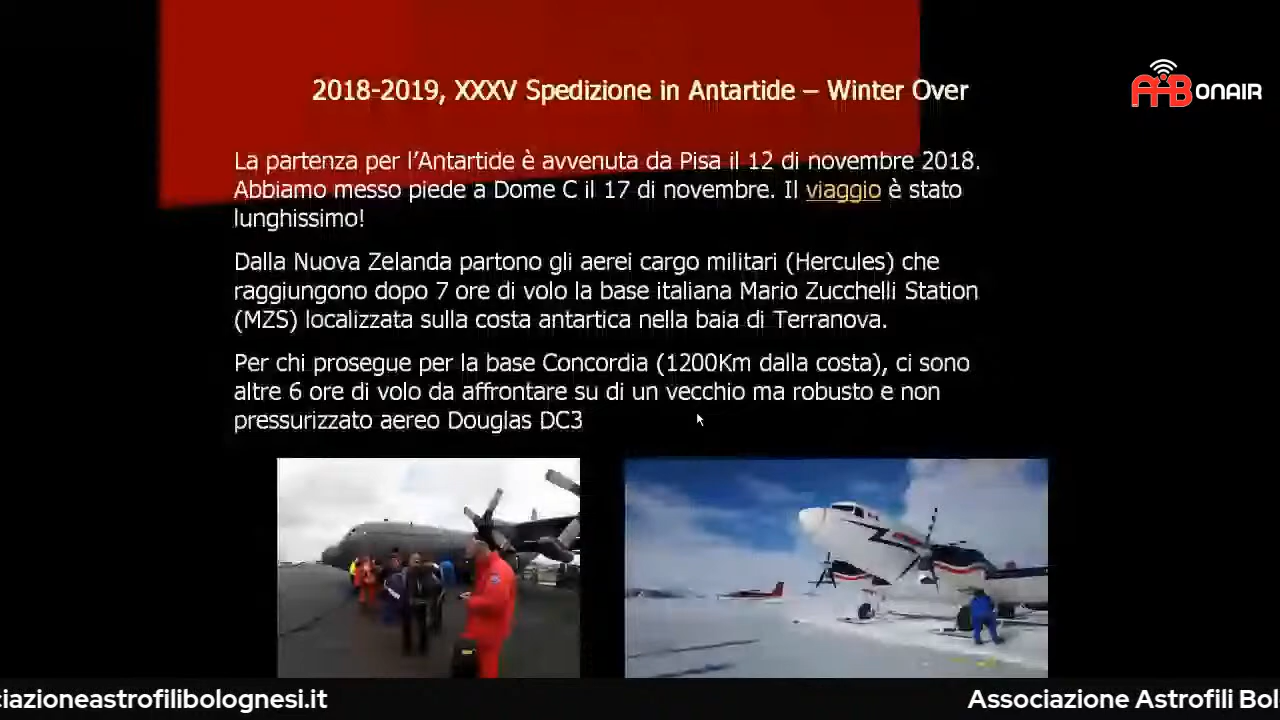 2018-2019, XXXV Spedizione in Antartide – Winter Over
AAB ONAIR
La partenza per l’Antartide è avvenuta da Pisa il 12 di novembre 2018.
Abbiamo messo piede a Dome C il 17 di novembre. Il viaggio è stato
lunghissimo!
Dalla Nuova Zelanda partono gli aerei cargo militari (Hercules) che
raggiungono dopo 7 ore di volo la base italiana Mario Zucchelli Station
(MZS) localizzata sulla costa antartica nella baia di Terranova.
Per chi prosegue per la base Concordia (1200Km dalla costa), ci sono
altre 6 ore di volo da affrontare su di un vecchio ma robusto e non
pressurizzato aereo Douglas DC3
ciazioneastrofilibolognesi.it
Associazione Astrofili Bol